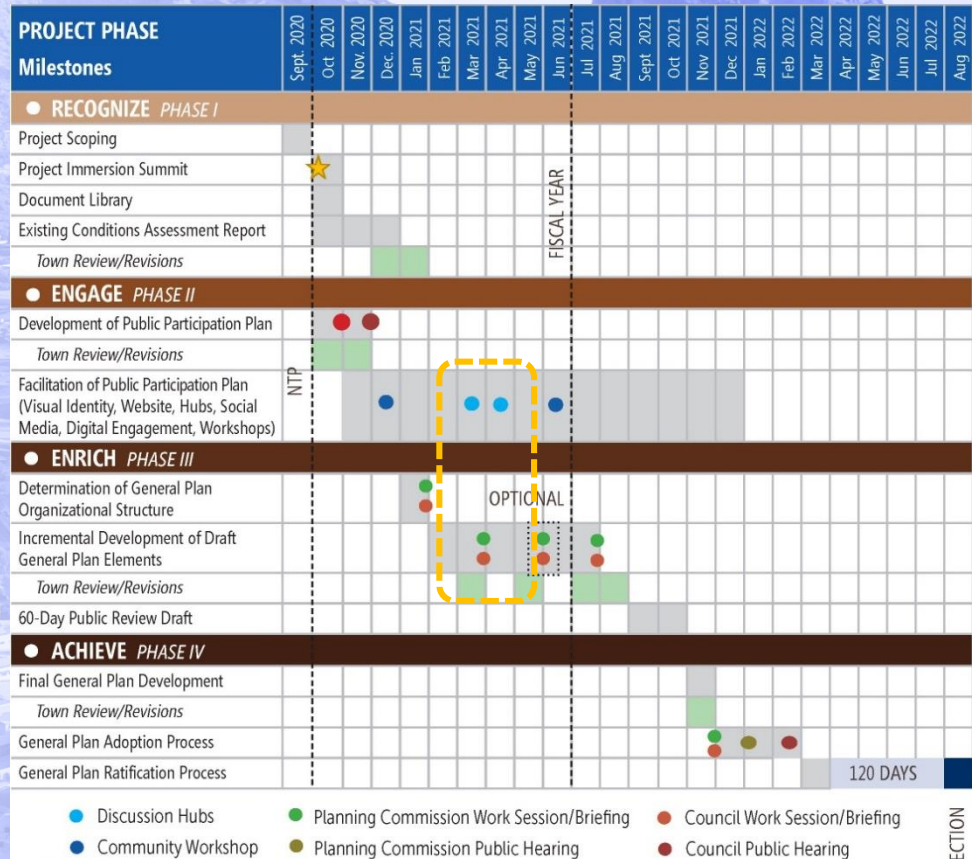 PROJECT PHASE
Milestones
Sept. 2020
Oct 2020
Nov. 2020
Dec. 2020
Jan 2021
Feb 2021
Mar 2021
Apr 2021
May 2021
Jun 2021
Jul 2021
Aug 2021
Sept 2021
Oct 2021
Nov 2021
Dec 2021
Jan 2022
Feb 2022
Mar 2022
Apr 2022
May 2022
Jun 2022
Jul 2022
Aug 2022
RECOGNIZE PHASE I
Project Scoping
Project Immersion Summit
Document Library
Existing Conditions Assessment Report
Town Review/Revisions
FISCAL YEAR
ENGAGE PHASE II
Development of Public Participation Plan
Town Review/Revisions
NTP
Facilitation of Public Participation Plan
(Visual Identity, Website, Hubs, Social
Media, Digital Engagement, Workshops)
ENRICH PHASE III
Determination of General Plan
Organizational Structure
OPTIONAL
Incremental Development of Draft
General Plan Elements
Town Review/Revisions
60-Day Public Review Draft
ACHIEVE PHASE IV
Final General Plan Development
Town Review/Revisions
General Plan Adoption Process
General Plan Ratification Process
120 DAYS
Discussion Hubs
Planning Commission Work Session/Briefing
Council Work Session/Briefing
Community Workshop
Planning Commission Public Hearing
Council Public Hearing